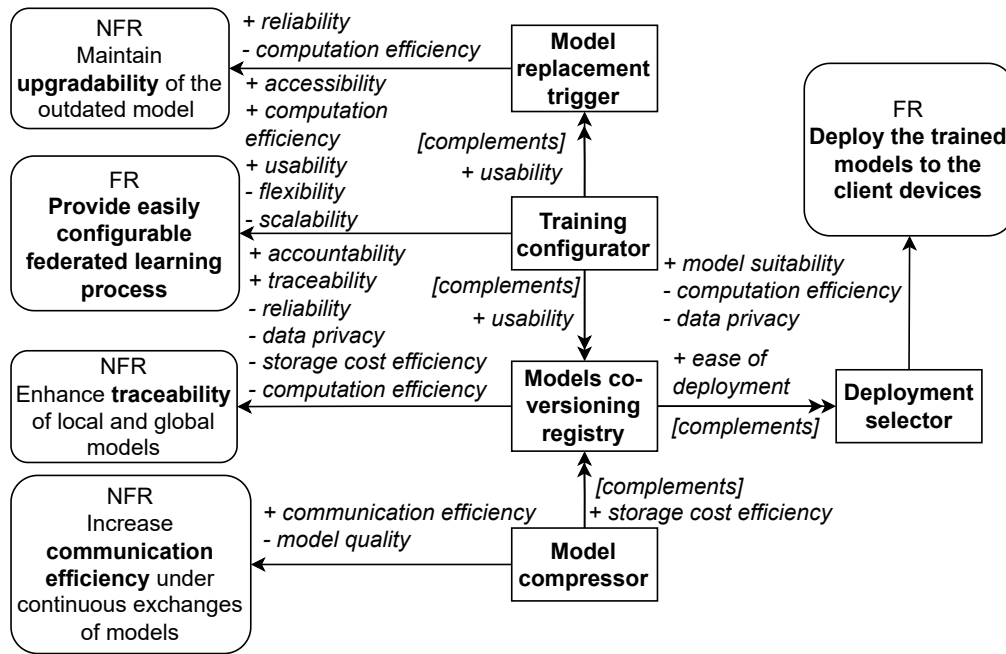 NFR
Maintain
upgradability of the
outdated model
+ reliability
- computation efficiency
Model
replacement
trigger
+ accessibility
+ computation
efficiency
+ usability
- flexibility
- scalability
[complements]
+ usability
FR
Deploy the trained
models to the
client devices
FR
Provide easily
configurable
federated learning
process
Training
configurator
+ accountability
+ traceability
- reliability
- data privacy
- storage cost efficiency
- computation efficiency
[complements]
+ usability
+ model suitability
- computation efficiency
- data privacy
NFR
Enhance traceability
of local and global
models
Models co-
versioning
registry
+ ease of
deployment
[complements]
Deployment
selector
NFR
Increase
communication
efficiency under
continuous exchanges
of models
+ communication efficiency
- model quality
[complements]
+ storage cost efficiency
Model
compressor